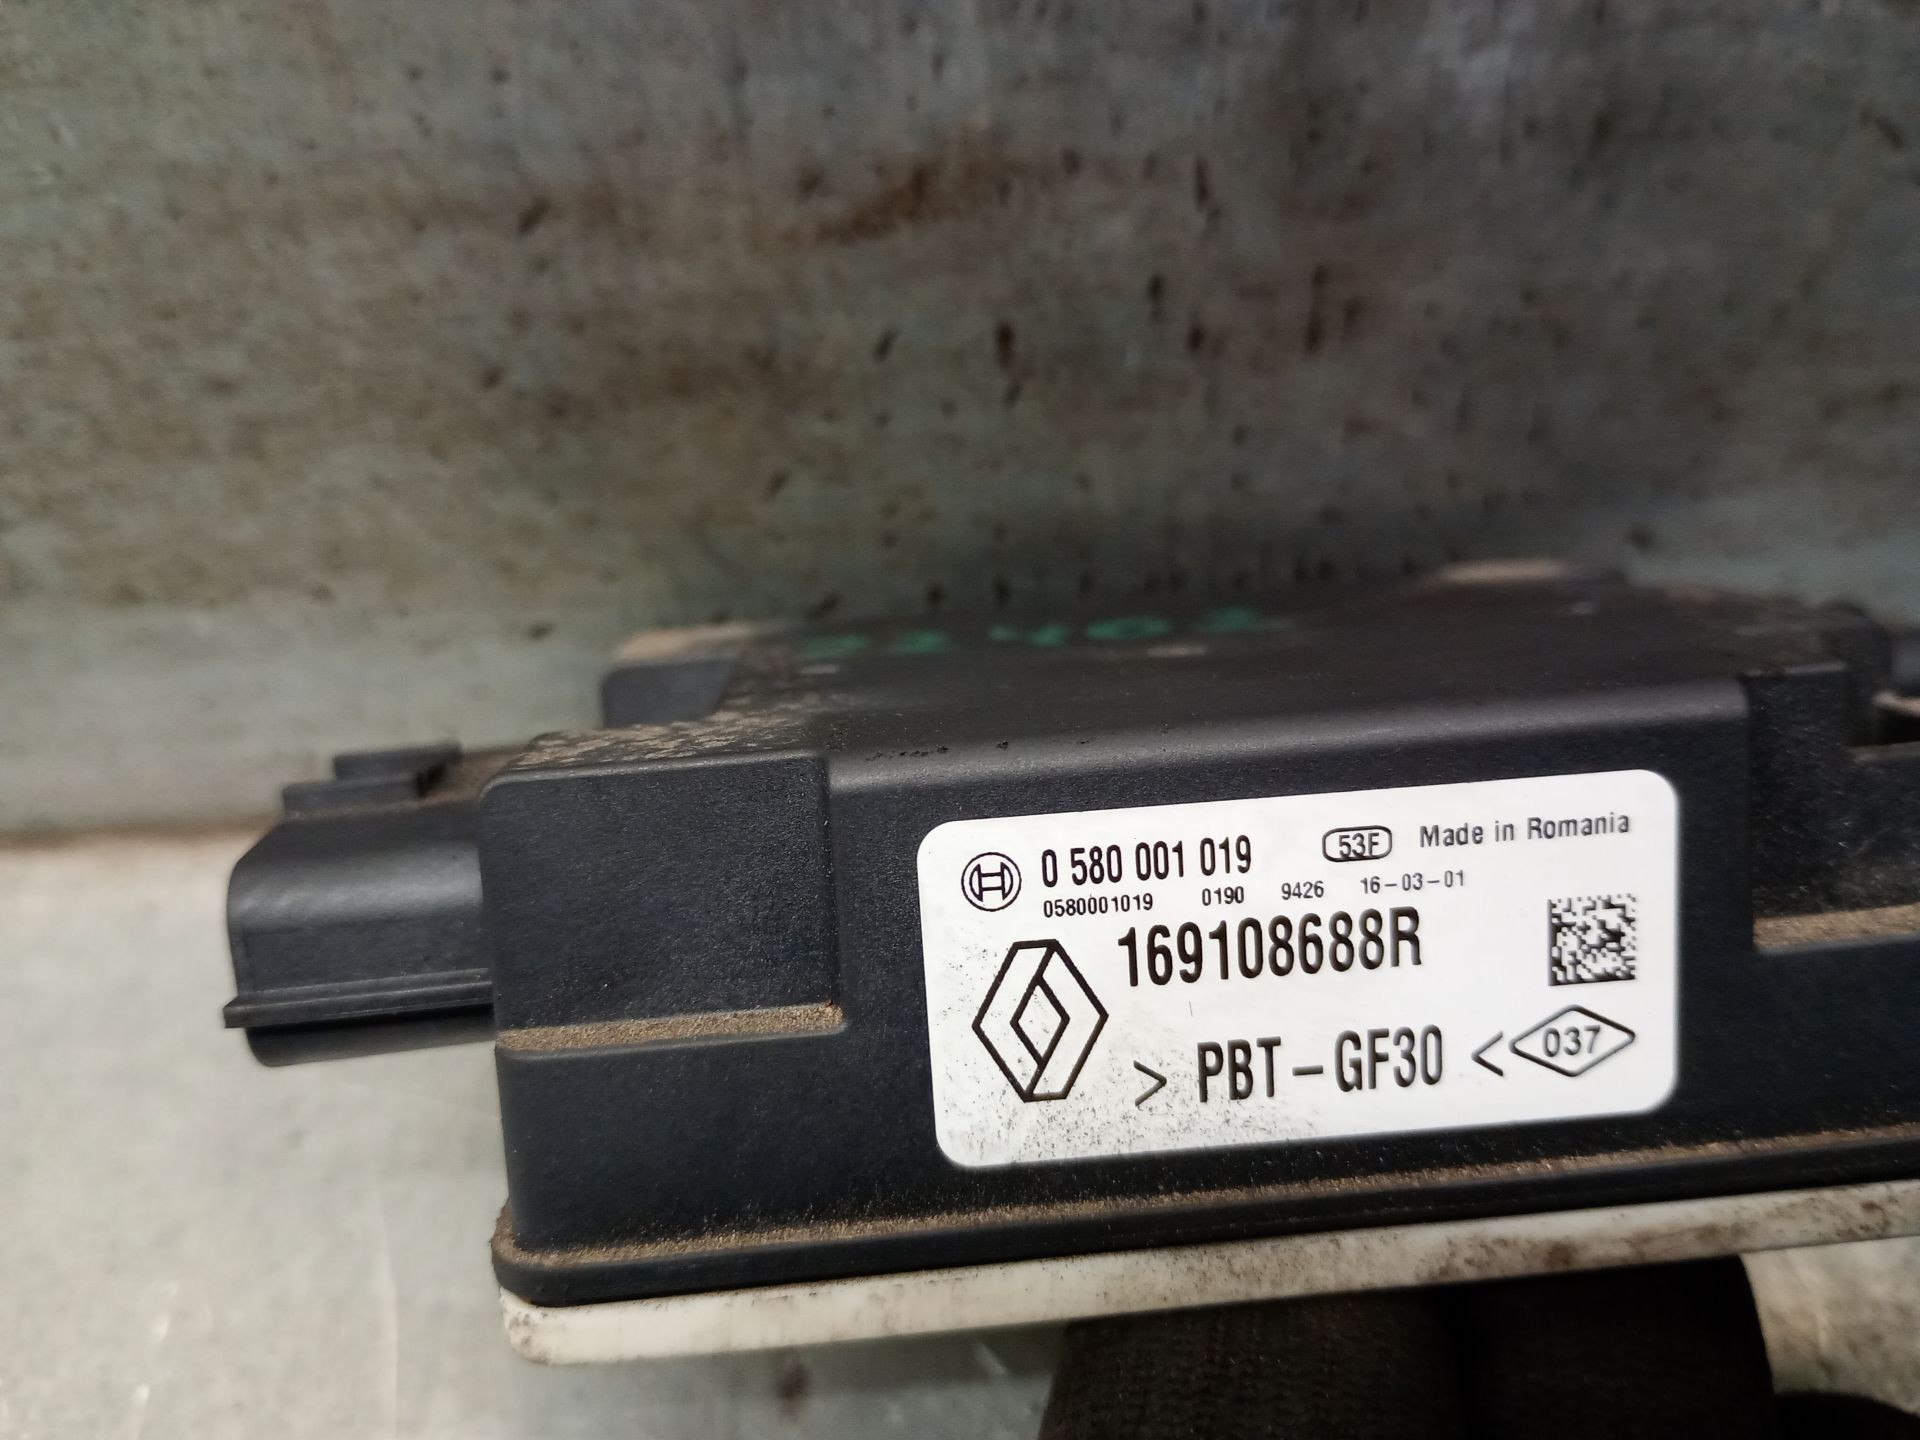 0 580 001 019 53F Made in Romania
0580001019 0190 9426 16-03-01
169108688R
> PBT-GF30 < 037